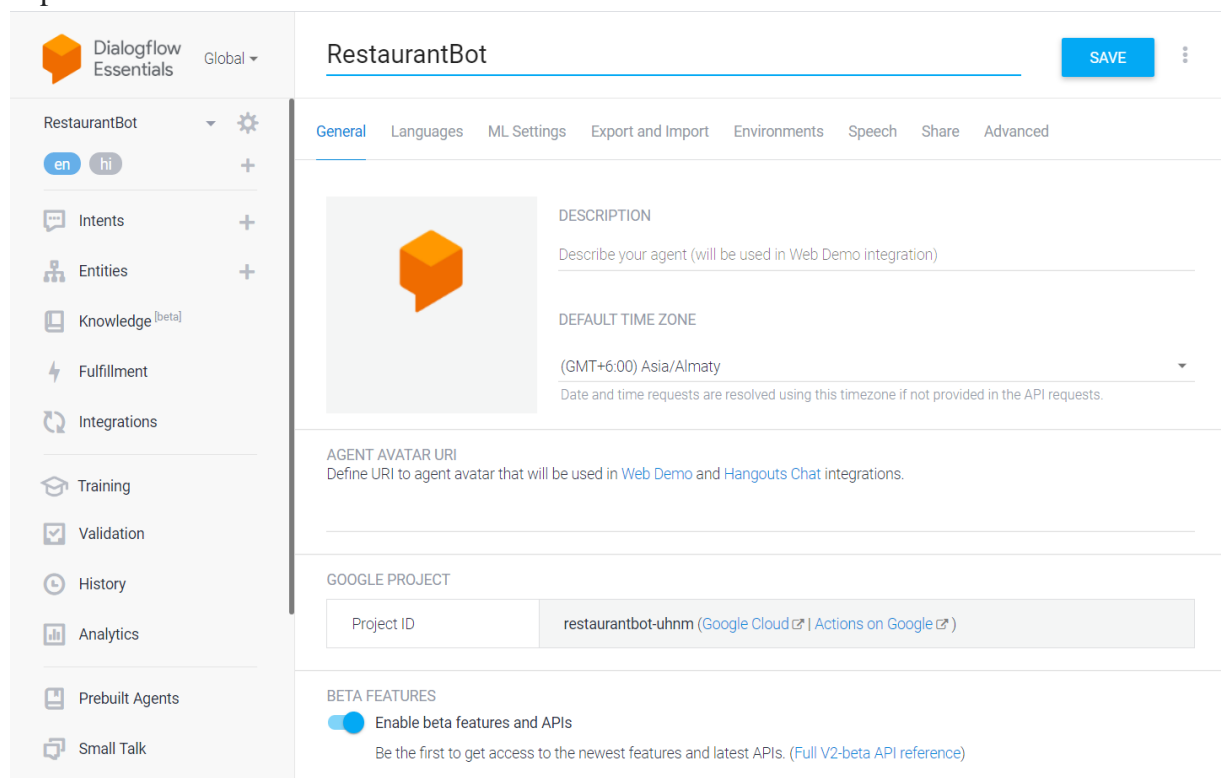 Dialogflow
Essentials
Global
RestaurantBot
SAVE
RestaurantBot
en hi
General Languages ML Settings Export and Import Environments Speech Share Advanced
Intents
Entities
Knowledge [beta]
Fulfillment
Integrations
Training
Validation
History
Analytics
Prebuilt Agents
Small Talk
DESCRIPTION
Describe your agent (will be used in Web Demo integration)
DEFAULT TIME ZONE
(GMT+6:00) Asia/Almaty
Date and time requests are resolved using this timezone if not provided in the API requests.
AGENT AVATAR URI
Define URI to agent avatar that will be used in Web Demo and Hangouts Chat integrations.
GOOGLE PROJECT
Project ID
restaurantbot-uhnm (Google Cloud | Actions on Google )
BETA FEATURES
Enable beta features and APIs
Be the first to get access to the newest features and latest APIs. (Full V2-beta API reference)